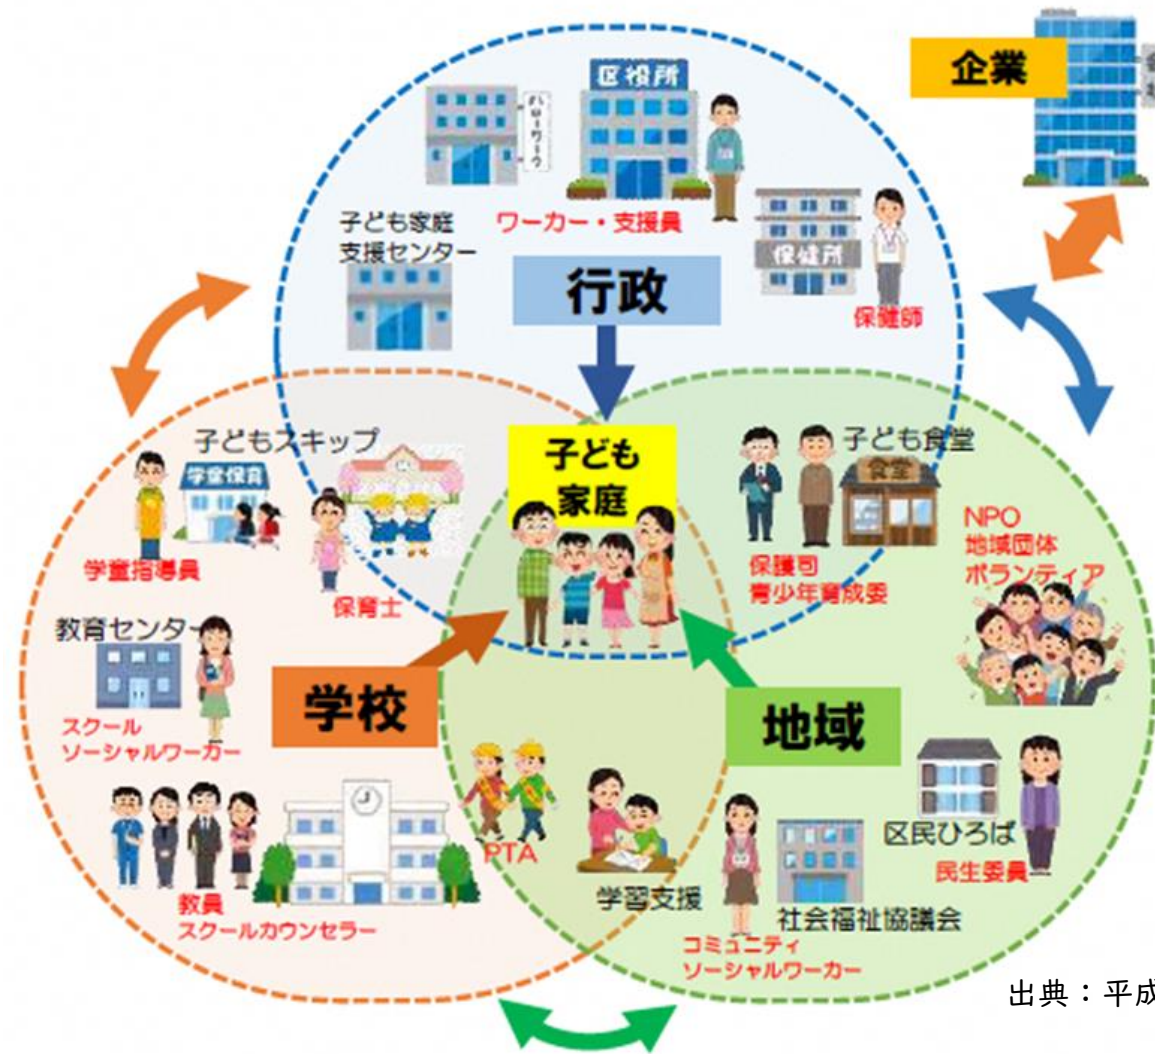 企業
区役所
ハローワーク
子ども家庭
支援センター
ワーカー・支援員
保健所
行政
保健師
子どもスキップ
学童保育
学童指導員
保育士
子ども
家庭
子ども食堂
食堂
保護司
青少年育成委
NPO
地域団体
ボランティア
教育センター
スクール
ソーシャルワーカー
学校
地域
教員
スクールカウンセラー
PTA
学習支援
コミュニティ
ソーシャルワーカー
社会福祉協議会
区民ひろば
民生委員
出典：平成